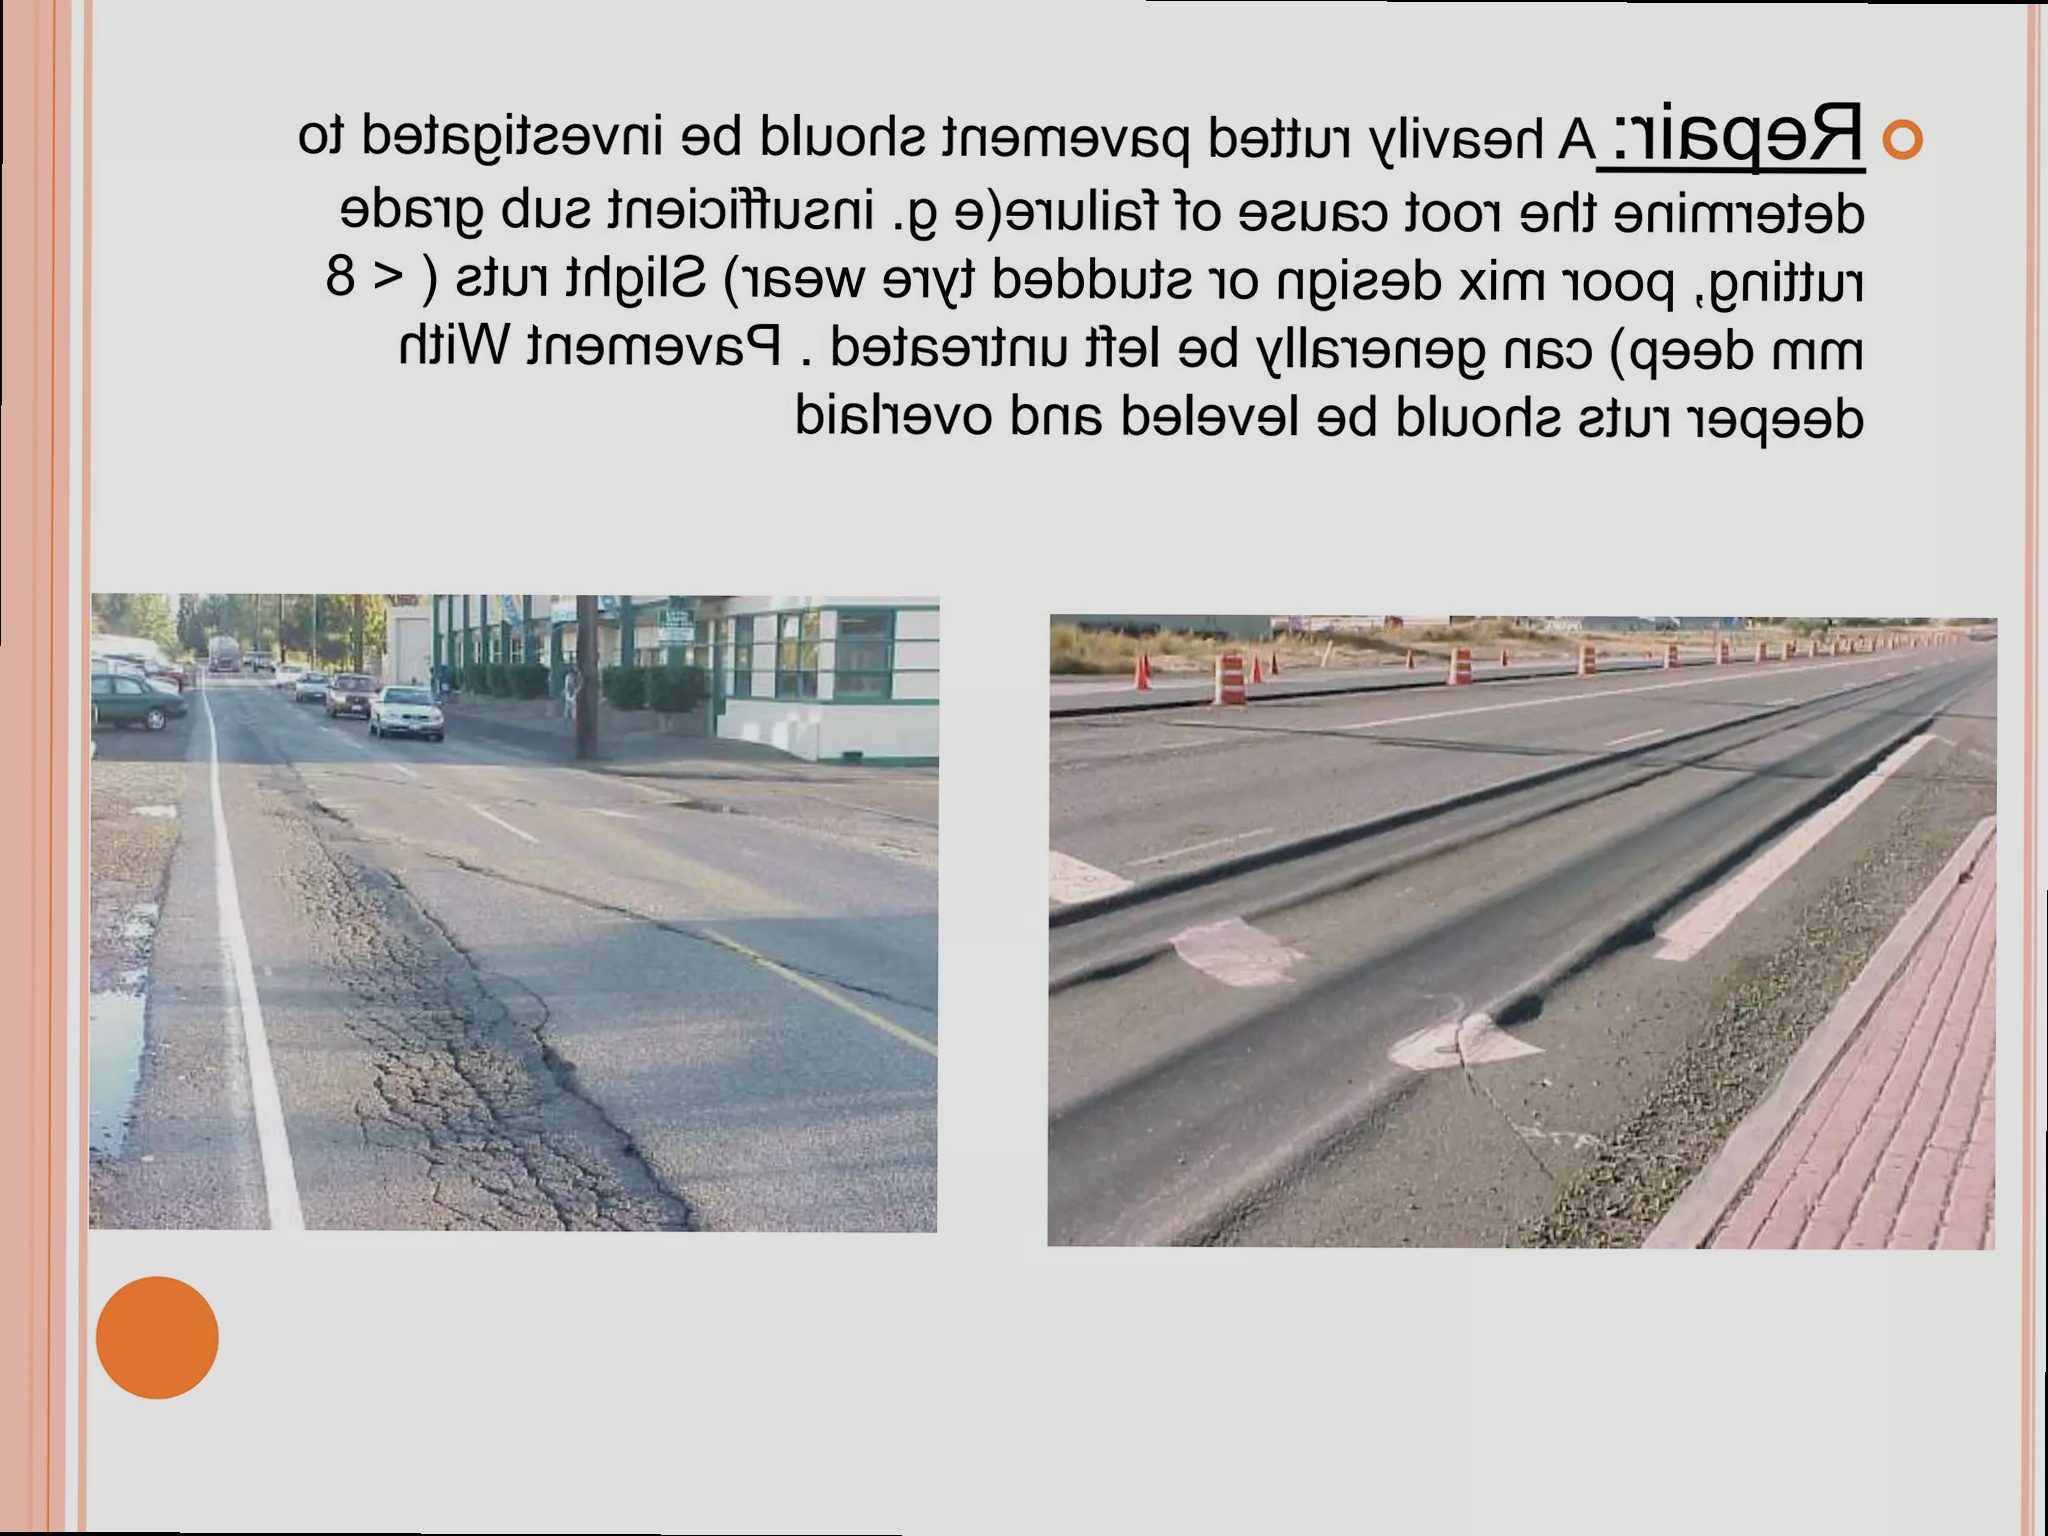 Repair: A heavily rutted pavement should be investigated to
determine the root cause of failure(e g. insufficient sub grade
rutting, poor mix design or studded tyre wear) Slight ruts ( < 8
mm deep) can generally be left untreated . Pavement With
deeper ruts should be leveled and overlaid